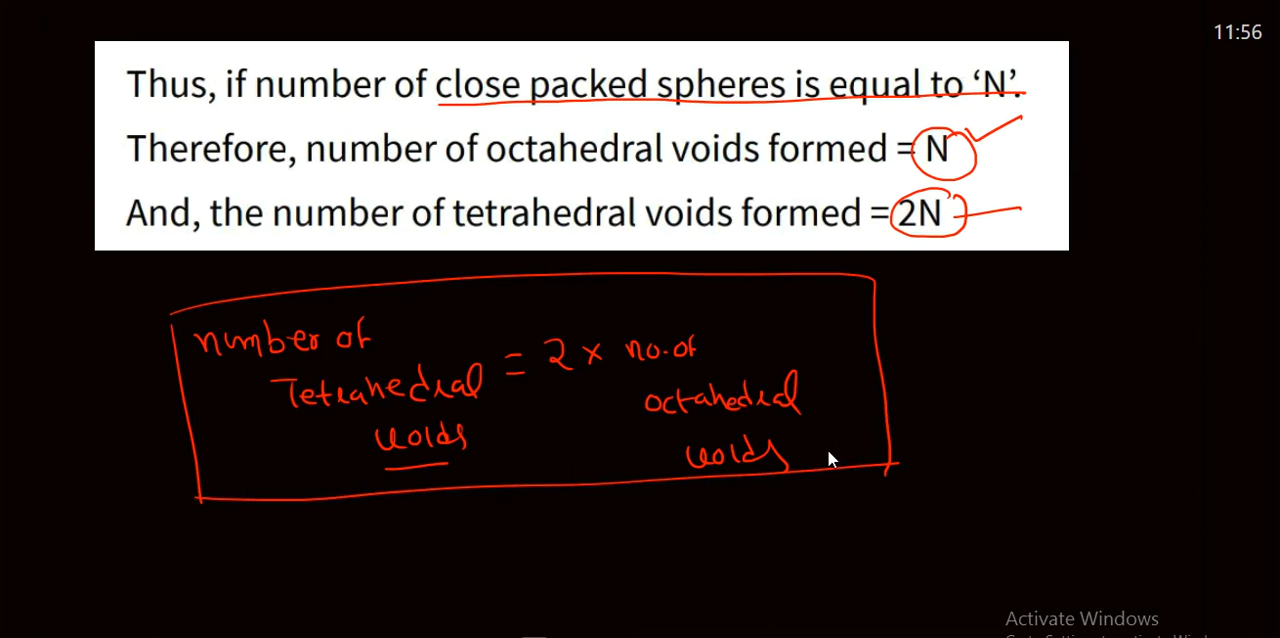 11:56
Thus, if number of close packed spheres is equal to ‘N’.
Therefore, number of octahedral voids formed = N
And, the number of tetrahedral voids formed = 2N
number of
Tetrahedral = 2 × no. of
octahedral
voids
voids
Activate Windows